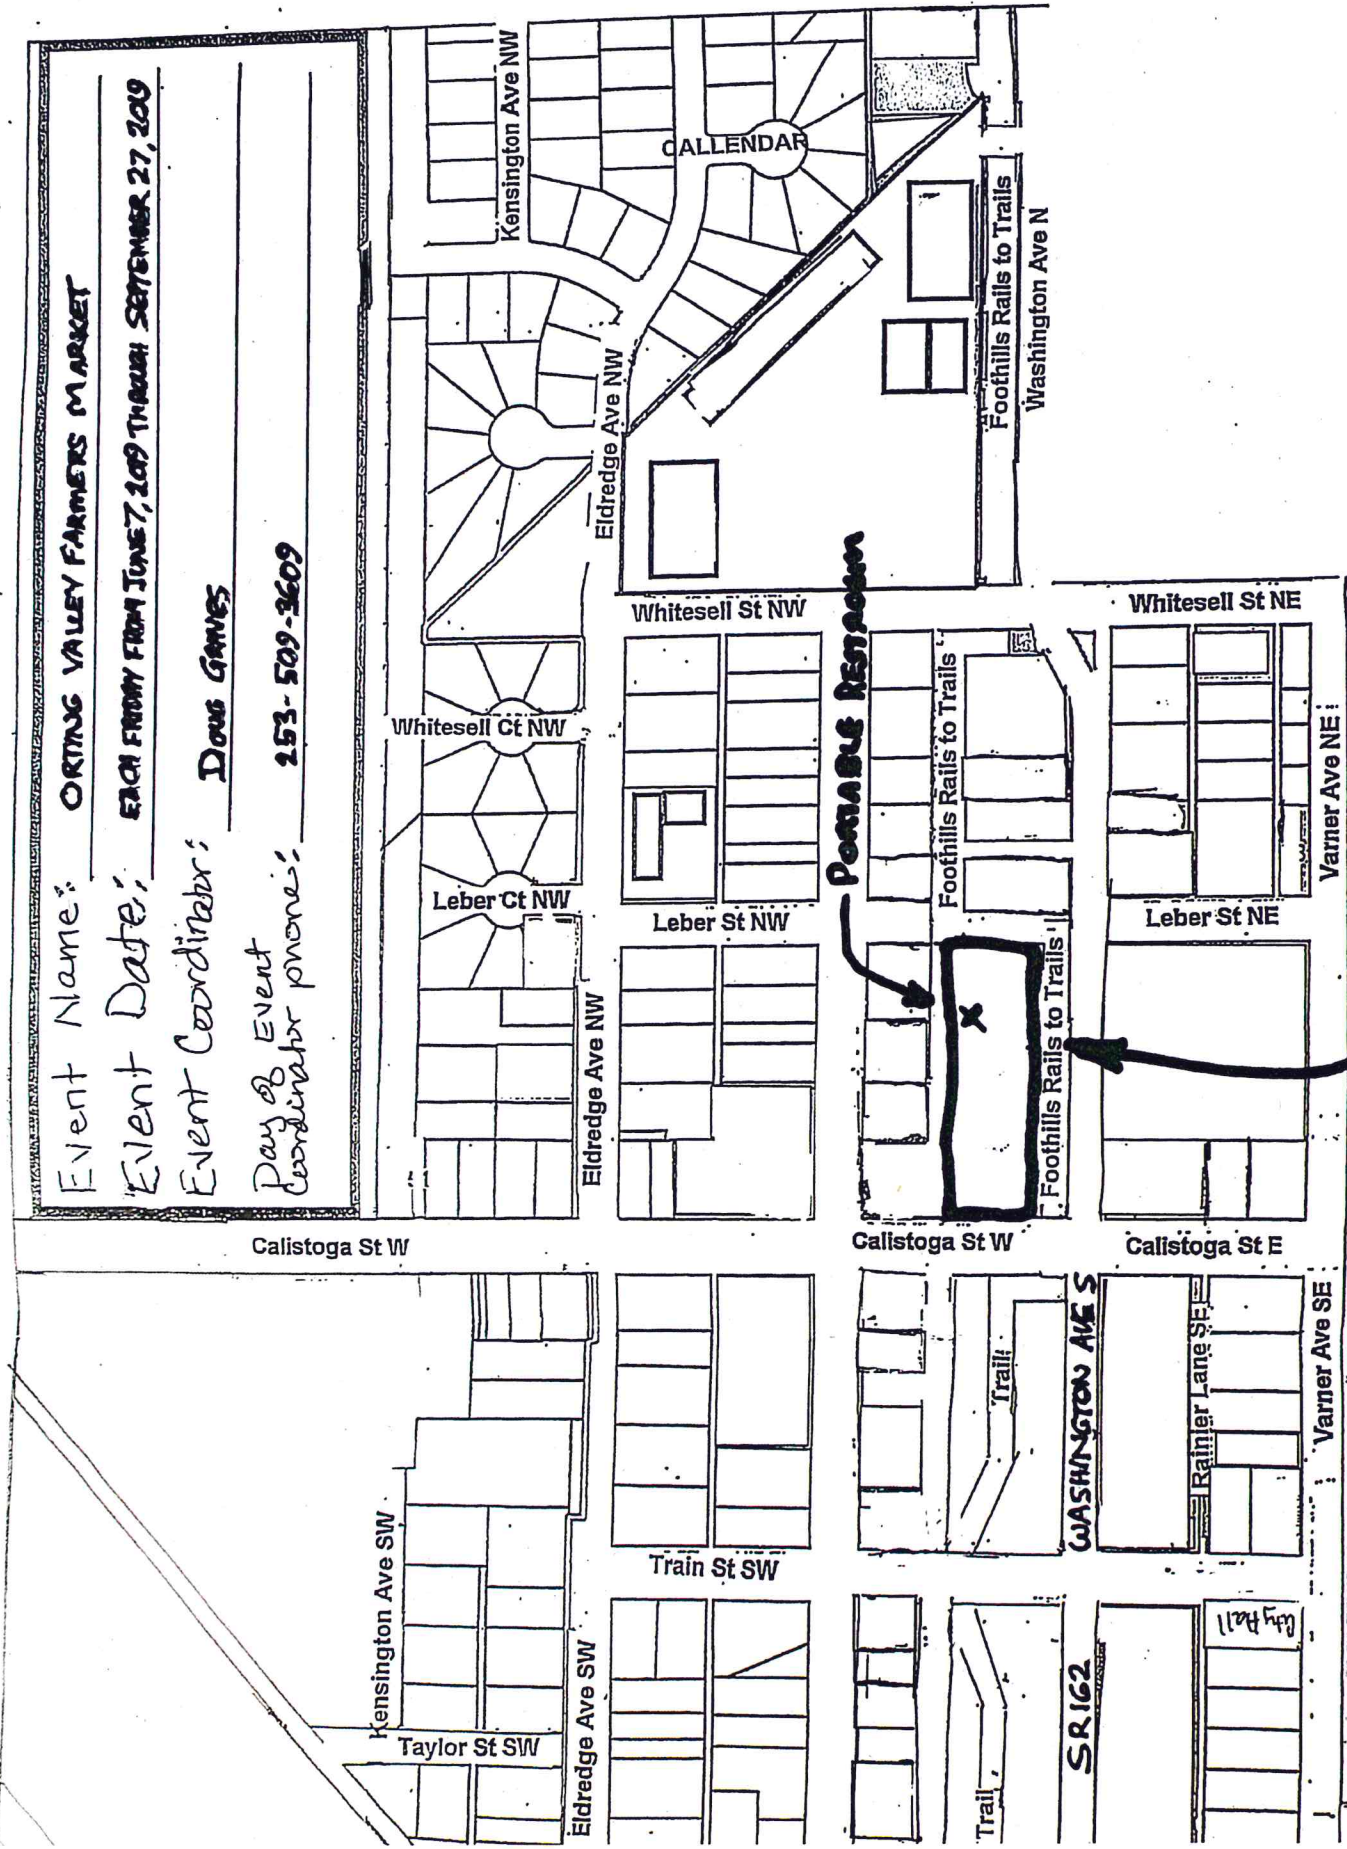 Event Name: ORTING VALLEY FARMERS MARKET
Event Date: EACH FRIDAY FROM JUNE 7, 2019 THROUGH SEPTEMBER 27, 2019
Event Coordinator: DOUG GRAVES
Day of Event
Coordinator phone: 253-509-3609
Kensington Ave NW
CALLENDAR
Eldredge Ave NW
Foothills Rails to Trails
Washington Ave N
Whitesell St NW
Whitesell St NE
Whitesell Ct NW
PORTABLE RESTROOM
Foothills Rails to Trails
Varner Ave NE
Leber Ct NW
Leber St NW
Leber St NE
Eldredge Ave NW
X
Foothills Rails to Trails
Calistoga St W
Calistoga St W
Calistoga St E
WASHINGTON AVE S
Trail
Rainier Lane SE
Varner Ave SE
Kensington Ave SW
Train St SW
Eldredge Ave SW
Taylor St SW
Trail
SR162
City Hall